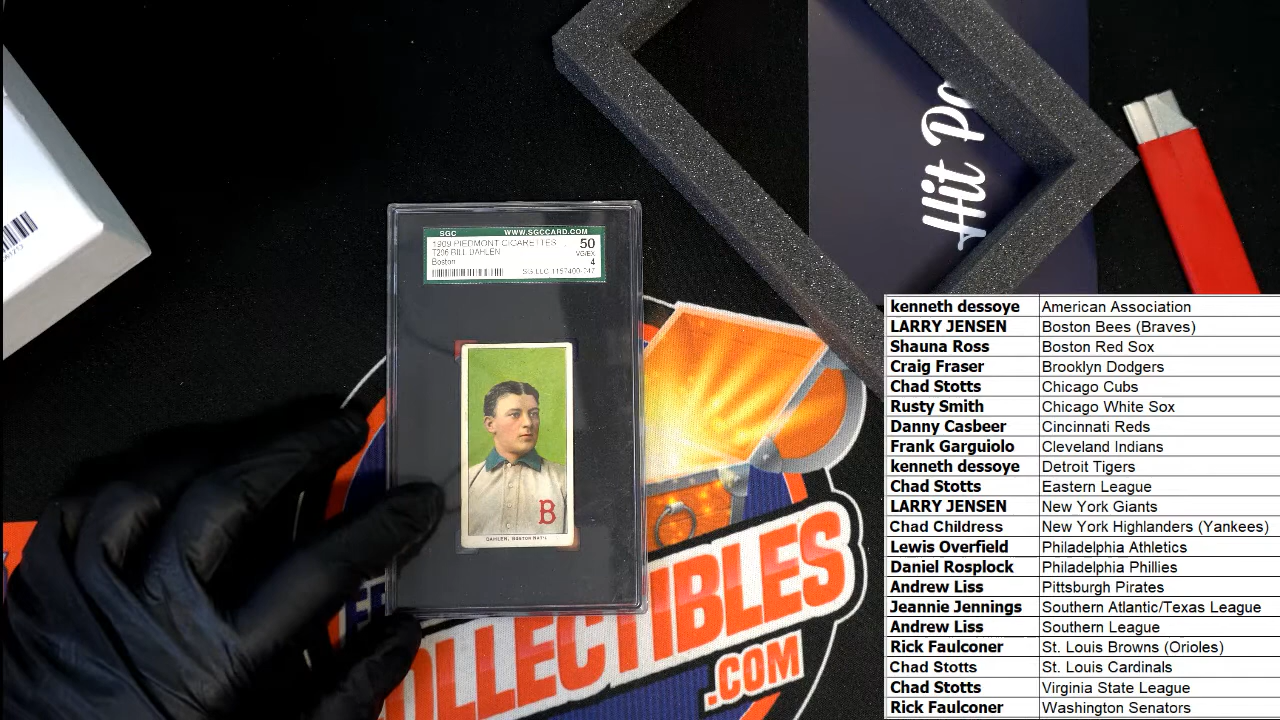 Hit Pa
SGC WWW.SGCCARD.COM
1909 PIEDMONT CIGARETTES 50
T206 BILL DAHLEN VG/EX
Boston 4
SGC LLC 1157409-047
B
DAHLEN, BOSTON NAT'L
COLLECTIBLES
.COM
kenneth dessoye American Association
LARRY JENSEN Boston Bees (Braves)
Shauna Ross Boston Red Sox
Craig Fraser Brooklyn Dodgers
Chad Stotts Chicago Cubs
Rusty Smith Chicago White Sox
Danny Casbeer Cincinnati Reds
Frank Garguiolo Cleveland Indians
kenneth dessoye Detroit Tigers
Chad Stotts Eastern League
LARRY JENSEN New York Giants
Chad Childress New York Highlanders (Yankees)
Lewis Overfield Philadelphia Athletics
Daniel Rosplock Philadelphia Phillies
Andrew Liss Pittsburgh Pirates
Jeannie Jennings Southern Atlantic/Texas League
Andrew Liss Southern League
Rick Faulconer St. Louis Browns (Orioles)
Chad Stotts St. Louis Cardinals
Chad Stotts Virginia State League
Rick Faulconer Washington Senators